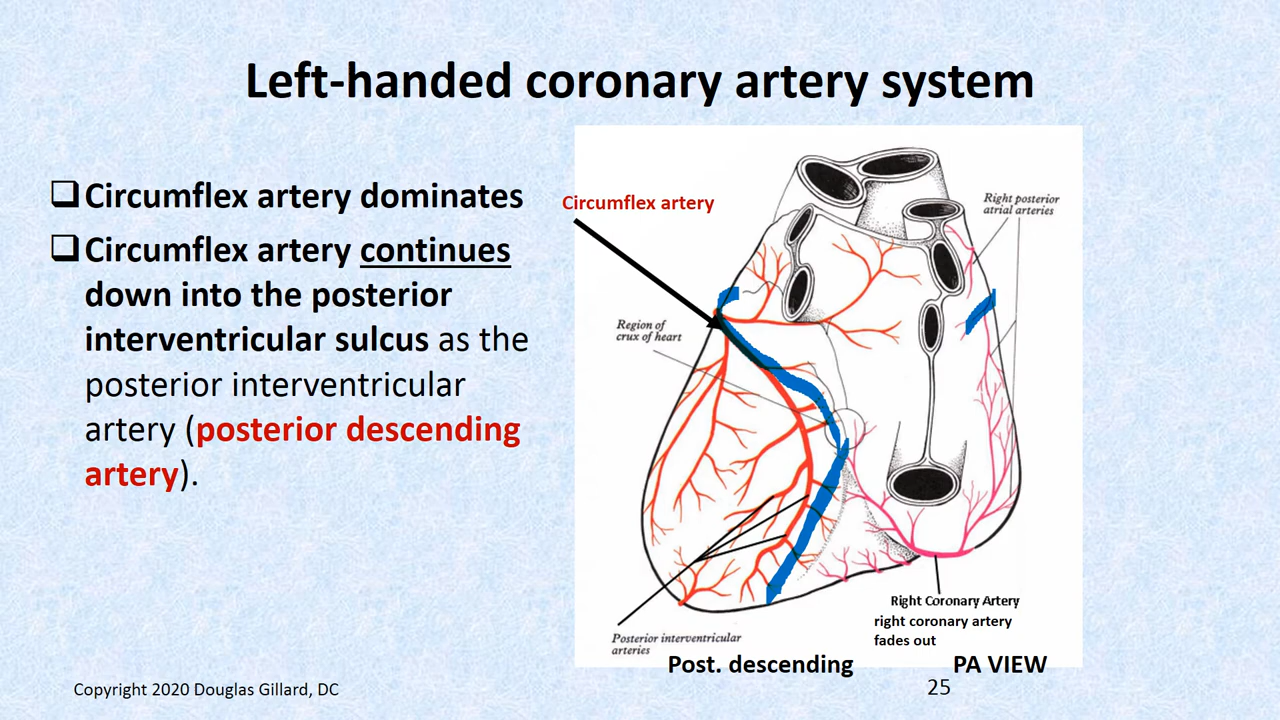 Left-handed coronary artery system
❑Circumflex artery dominates
❑Circumflex artery continues
down into the posterior
interventricular sulcus as the
posterior interventricular
artery (posterior descending
artery).
Circumflex artery
Right posterior
atrial arteries
Region of
crux of heart
Right Coronary Artery
right coronary artery
fades out
Posterior interventricular
arteries
Post. descending
PA VIEW
Copyright 2020 Douglas Gillard, DC
25